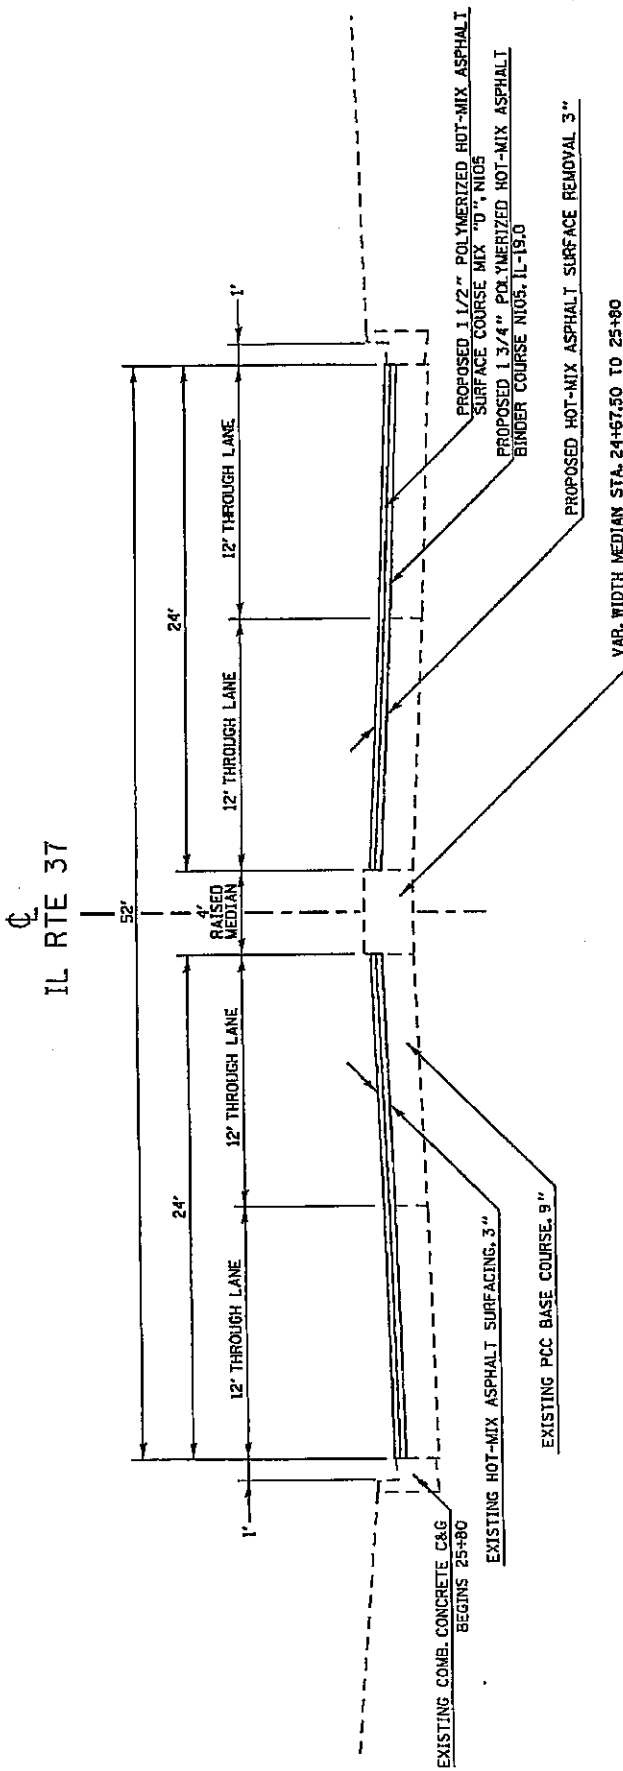 ℄
IL RTE 37
52'
24'
4'
RAISED
MEDIAN
24'
1'
12' THROUGH LANE
12' THROUGH LANE
12' THROUGH LANE
12' THROUGH LANE
1'
EXISTING COMB. CONCRETE C&G
BEGINS 25+80
EXISTING HOT-MIX ASPHALT SURFACING, 3"
EXISTING PCC BASE COURSE, 9"
PROPOSED 1 1/2" POLYMERIZED HOT-MIX ASPHALT
SURFACE COURSE MIX "D", N105
PROPOSED 1 3/4" POLYMERIZED HOT-MIX ASPHALT
BINDER COURSE N105, IL-19.0
PROPOSED HOT-MIX ASPHALT SURFACE REMOVAL 3"
VAR. WIDTH MEDIAN STA. 24+67.50 TO 25+80